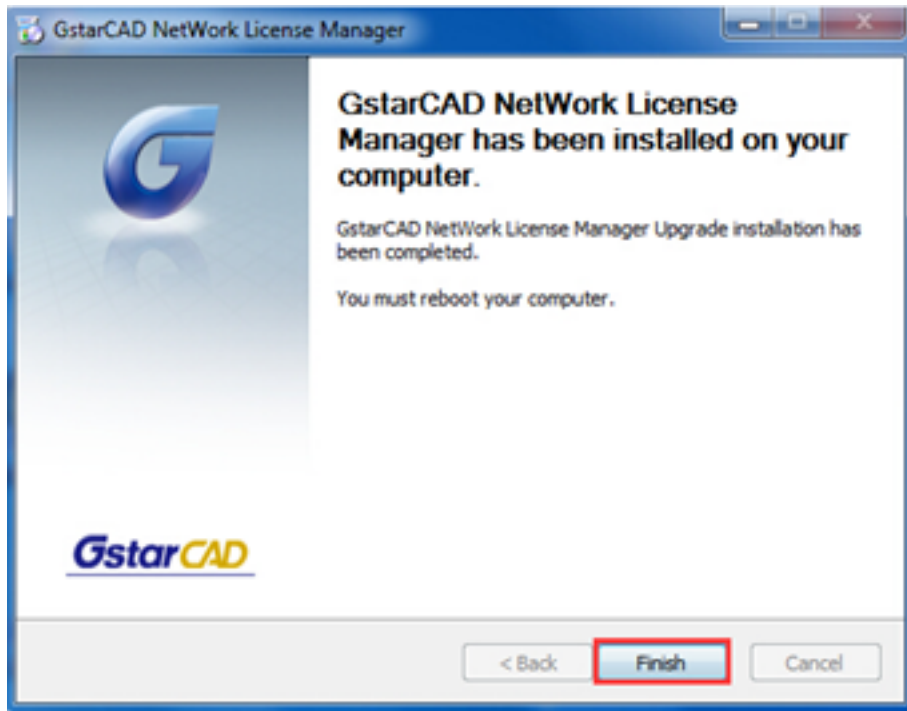 GstarCAD NetWork License Manager
GstarCAD NetWork License
Manager has been installed on your
computer.
GstarCAD NetWork License Manager Upgrade installation has
been completed.
You must reboot your computer.
GstarCAD
< Back
Finish
Cancel